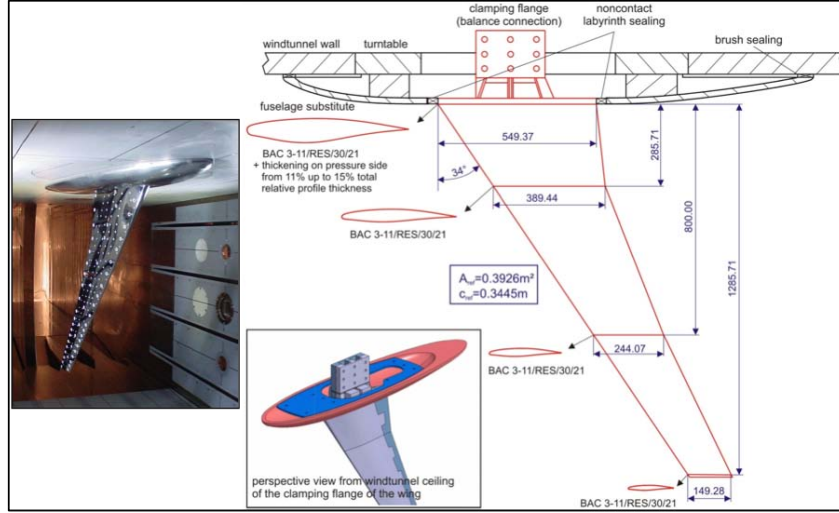 clamping flange
(balance connection)
noncontact
labyrinth sealing
windtunnel wall
turntable
brush sealing
fuselage substitute
BAC 3-11/RES/30/21
+ thickening on pressure side
from 11% up to 15% total
relative profile thickness
549.37
34°
285.71
389.44
BAC 3-11/RES/30/21
800.00
1285.71
Aref=0.3926m²
cref=0.3445m
244.07
BAC 3-11/RES/30/21
perspective view from windtunnel ceiling
of the clamping flange of the wing
BAC 3-11/RES/30/21
149.28